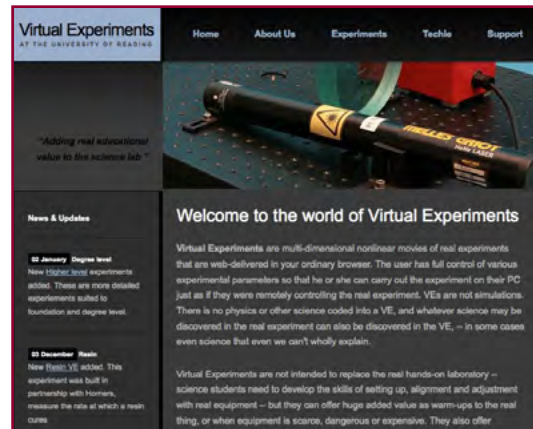 Virtual Experiments
AT THE UNIVERSITY OF READING
Home
About Us
Experiments
Techie
Support
"Adding real educational
value to the science lab "
MELLES GRIOT
HeNe LASER
News & Updates
02 January Degree level
New Higher level experiments
added. These are more detailed
experiements suited to
foundation and degree level.
03 December Resin
New Resin VE added. This
experiment was built in
partnership with Horners,
measure the rate at which a resin
cures
Welcome to the world of Virtual Experiments
Virtual Experiments are multi-dimensional nonlinear movies of real experiments
that are web-delivered in your ordinary browser. The user has full control of various
experimental parameters so that he or she can carry out the experiment on their PC
just as if they were remotely controlling the real experiment. VEs are not simulations.
There is no physics or other science coded into a VE, and whatever science may be
discovered in the real experiment can also be discovered in the VE, – in some cases
even science that even we can't wholly explain.
Virtual Experiments are not intended to replace the real hands-on laboratory –
science students need to develop the skills of setting up, alignment and adjustment
with real equipment – but they can offer huge added value as warm-ups to the real
thing, or when equipment is scarce, dangerous or expensive. They also offer